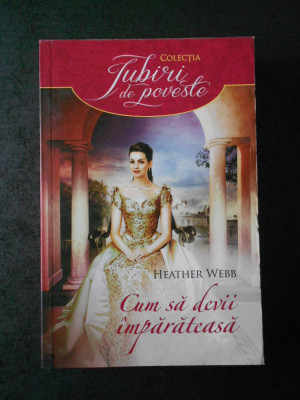 COLECȚIA
Iubiri
de poveste
HEATHER WEBB
Cum să devii
împărăteasă